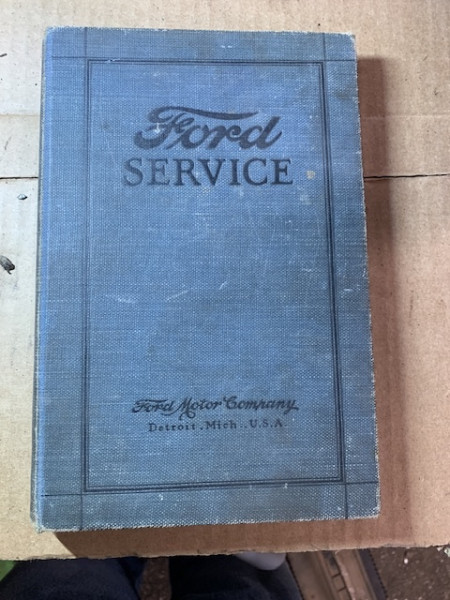 Ford
SERVICE
Ford Motor Company
Detroit, Mich., U.S.A